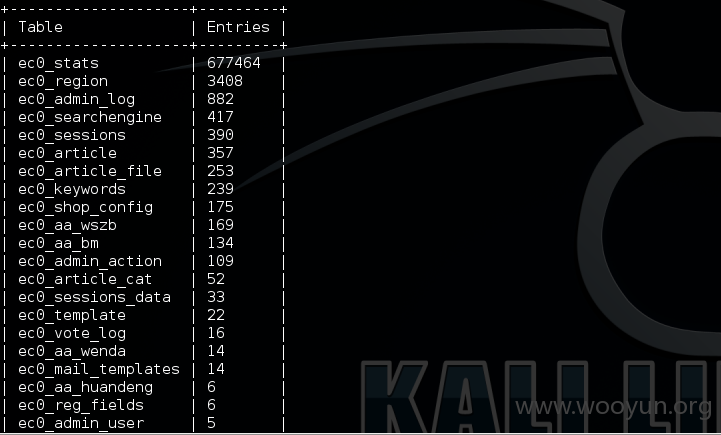 +--------------------+---------+
| Table | Entries |
+--------------------+---------+
| ec0_stats | 677464 |
| ec0_region | 3408 |
| ec0_admin_log | 882 |
| ec0_searchengine | 417 |
| ec0_sessions | 390 |
| ec0_article | 357 |
| ec0_article_file | 253 |
| ec0_keywords | 239 |
| ec0_shop_config | 175 |
| ec0_aa_wszb | 169 |
| ec0_aa_bm | 134 |
| ec0_admin_action | 109 |
| ec0_article_cat | 52 |
| ec0_sessions_data | 33 |
| ec0_template | 22 |
| ec0_vote_log | 16 |
| ec0_aa_wenda | 14 |
| ec0_mail_templates | 14 |
| ec0_aa_huandeng | 6 |
| ec0_reg_fields | 6 |
| ec0_admin_user | 5 |
KALI LI
www.wooyun.org